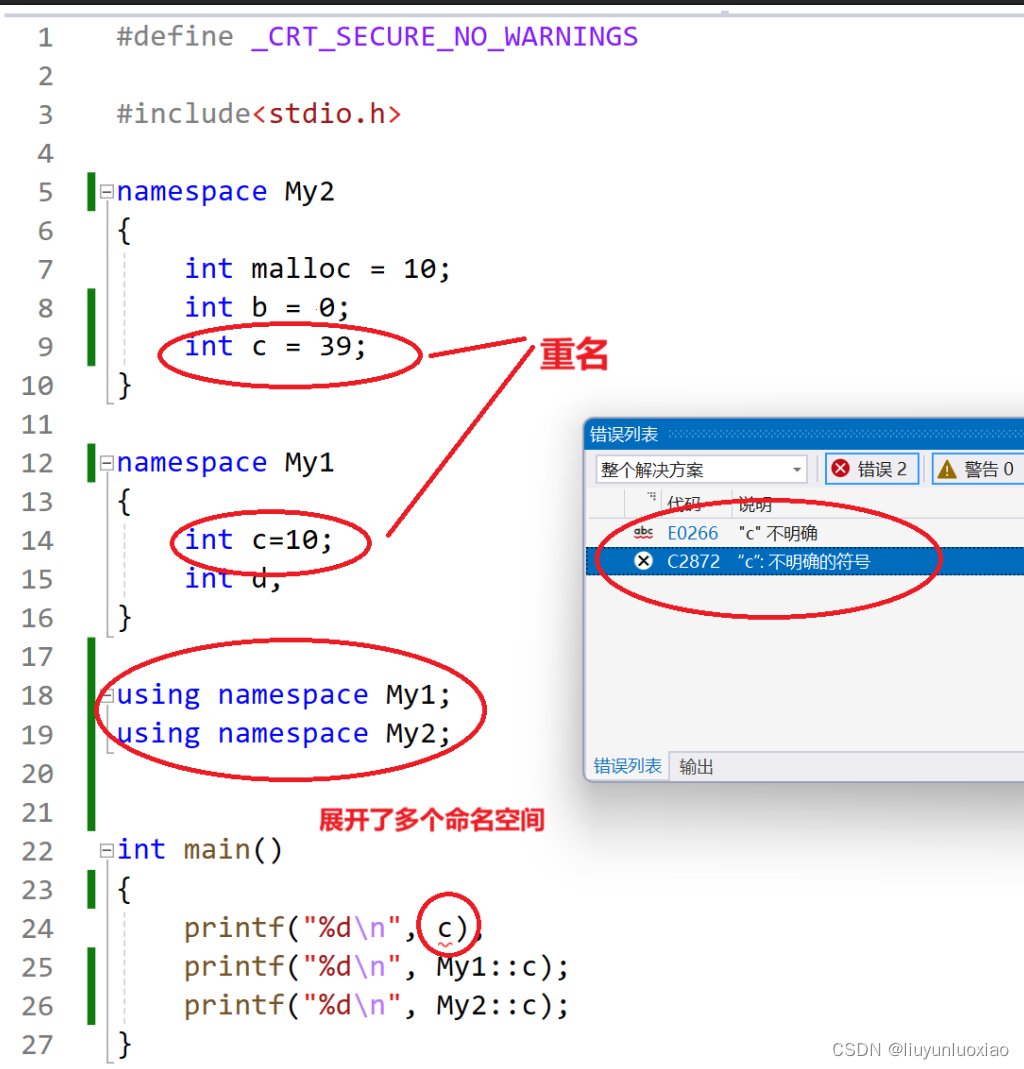 1 #define _CRT_SECURE_NO_WARNINGS
2
3 #include<stdio.h>
4
5 namespace My2
6 {
7 int malloc = 10;
8 int b = 0;
9 int c = 39;
重名
10 }
11
12 namespace My1
13 {
14 int c=10;
15 int d;
16 }
17
18 using namespace My1;
19 using namespace My2;
20
21
展开了多个命名空间
22 int main()
23 {
24 printf("%d\n", c);
25 printf("%d\n", My1::c);
26 printf("%d\n", My2::c);
27 }
错误列表
整个解决方案 错误 2 警告 0
代码 说明
abc E0266 "c" 不明确
C2872 “c”: 不明确的符号
错误列表 输出
CSDN @liuyunluoxiao